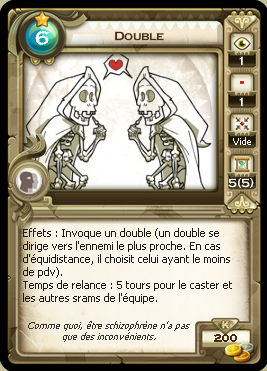 6
Double
1
1
Vide
5(5)
Effets : Invoque un double (un double se
dirige vers l'ennemi le plus proche. En cas
d'équidistance, il choisit celui ayant le moins
de pdv).
Temps de relance : 5 tours pour le caster et
les autres srams de l'équipe.
Comme quoi, être schizophrène n'a pas
que des inconvénients.
K
200